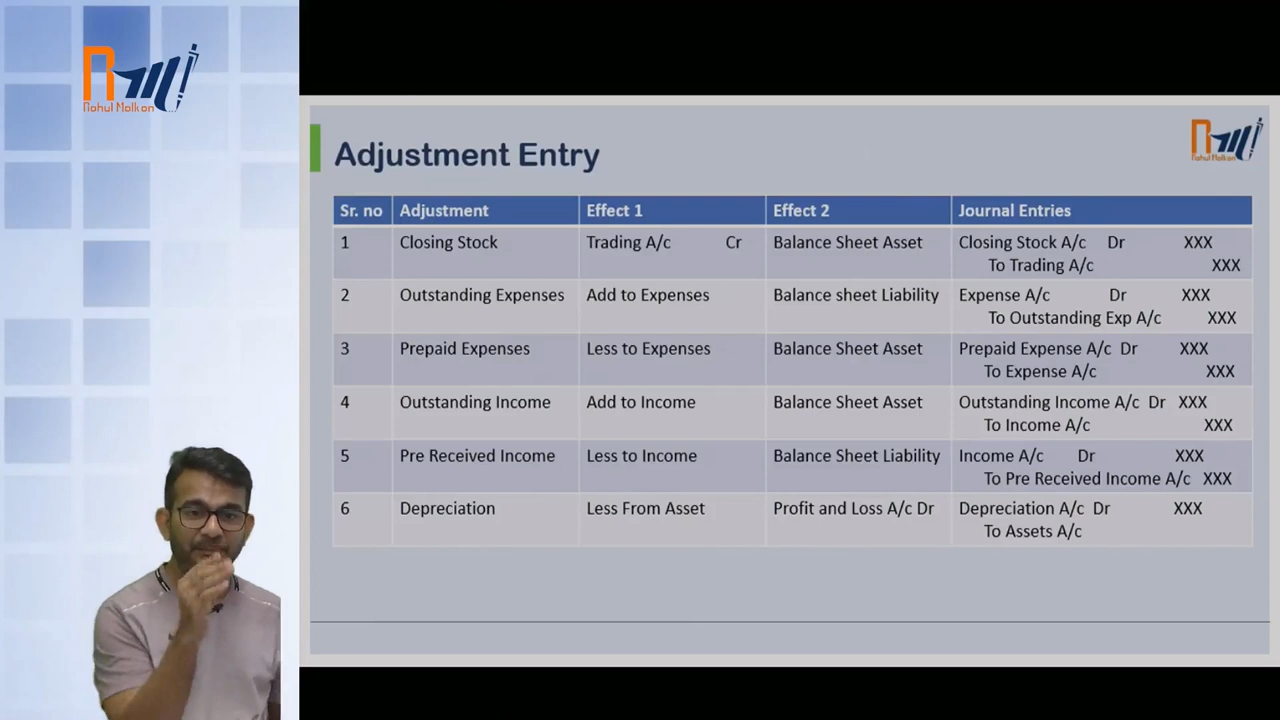 Rahul Malkan
Rahul Malkan
Adjustment Entry
Sr. no Adjustment Effect 1 Effect 2 Journal Entries
1 Closing Stock Trading A/c Cr Balance Sheet Asset Closing Stock A/c Dr XXX
To Trading A/c XXX
2 Outstanding Expenses Add to Expenses Balance sheet Liability Expense A/c Dr XXX
To Outstanding Exp A/c XXX
3 Prepaid Expenses Less to Expenses Balance Sheet Asset Prepaid Expense A/c Dr XXX
To Expense A/c XXX
4 Outstanding Income Add to Income Balance Sheet Asset Outstanding Income A/c Dr XXX
To Income A/c XXX
5 Pre Received Income Less to Income Balance Sheet Liability Income A/c Dr XXX
To Pre Received Income A/c XXX
6 Depreciation Less From Asset Profit and Loss A/c Dr Depreciation A/c Dr XXX
To Assets A/c